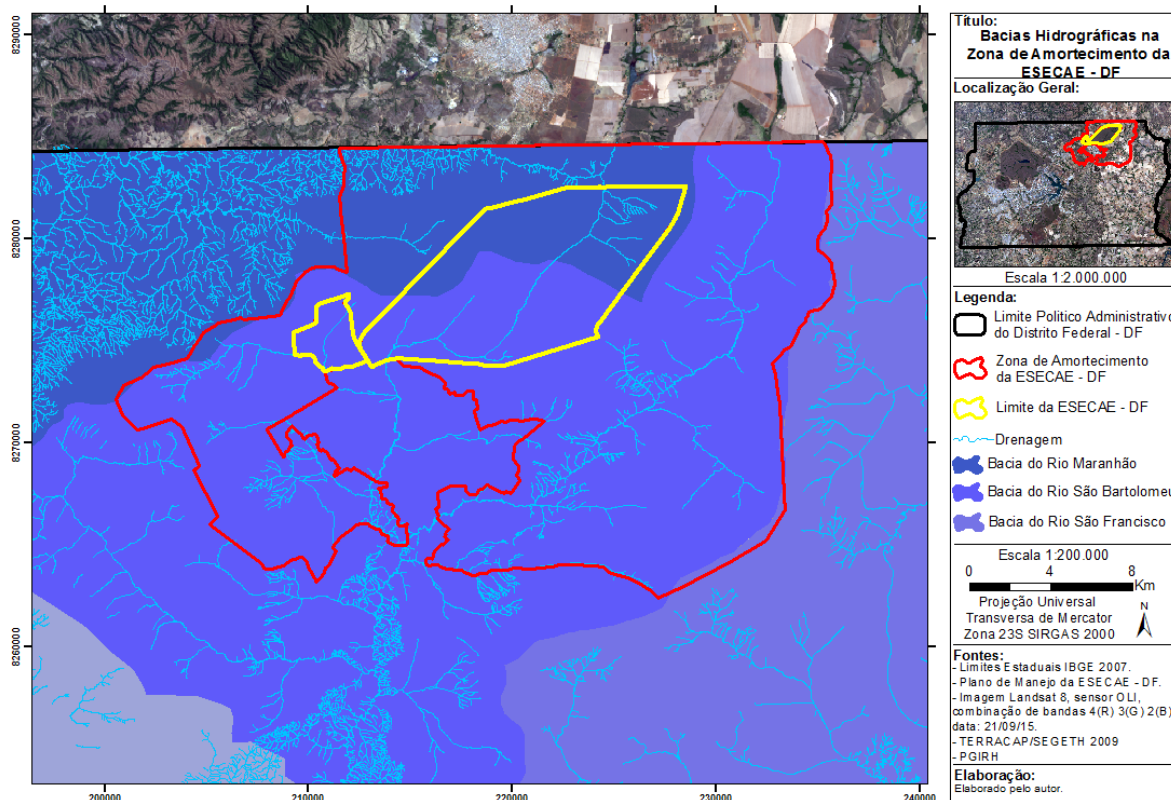 Título:
Bacias Hidrográficas na
Zona de Amortecimento da
ESECAE - DF
Localização Geral:
Escala 1:2.000.000
Legenda:
Limite Politico Administrativo
do Distrito Federal - DF
Zona de Amortecimento
da ESECAE - DF
Limite da ESECAE - DF
Drenagem
Bacia do Rio Maranhão
Bacia do Rio São Bartolomeu
Bacia do Rio São Francisco
Escala 1:200.000
0 4 8
Km
Projeção Universal
Transversa de Mercator
Zona 23S SIRGAS 2000
N
Fontes:
- Limites Estaduais IBGE 2007.
- Plano de Manejo da ESECAE - DF.
- Imagem Landsat 8, sensor OLI,
combinação de bandas 4(R) 3(G) 2(B)
data: 21/09/15.
- TERRACAP/SEGETH 2009
- PGIRH
Elaboração:
Elaborado pelo autor.
8290000
8280000
8270000
8260000
200000 210000 220000 230000 240000